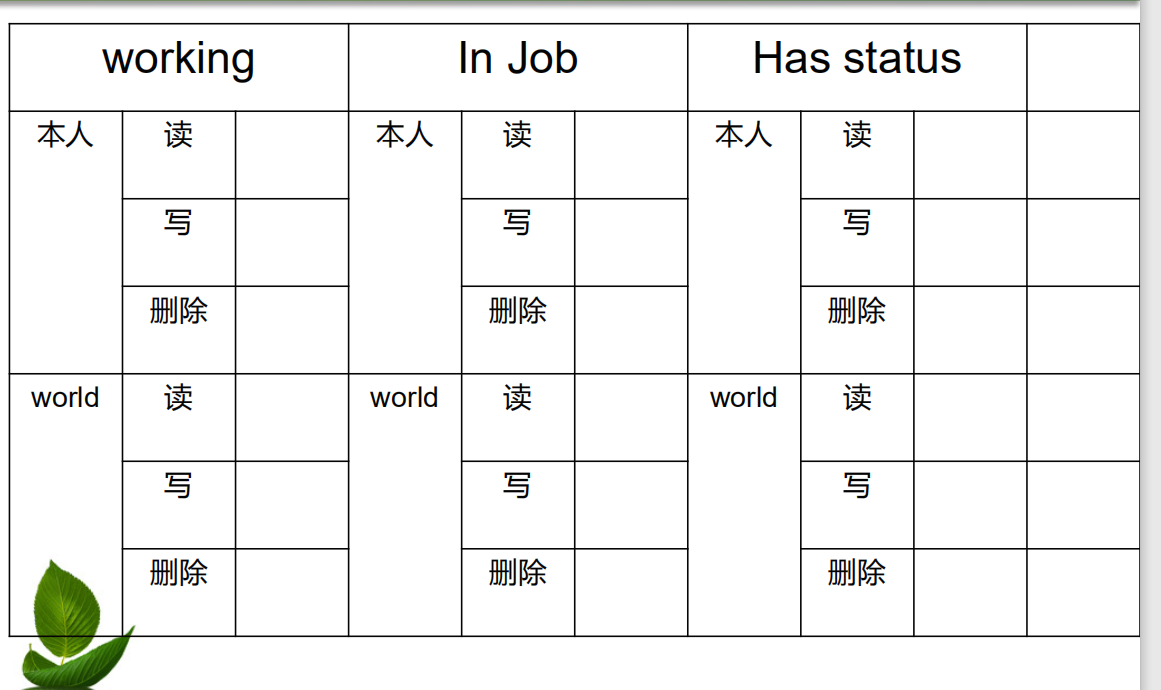 working In Job Has status
本人 读 本人 读 本人 读
写 写 写
删除 删除 删除
world 读 world 读 world 读
写 写 写
删除 删除 删除